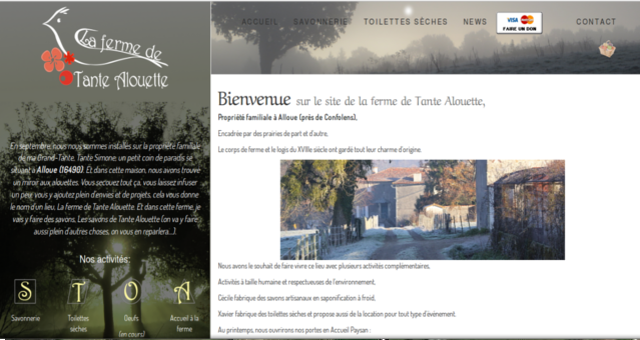 La ferme de
Tante Alouette
En septembre, nous nous sommes installés sur la propriété familiale
de ma Grand-Tante, Tante Simone, un petit coin de paradis se
situant à Alloue (16490). Et dans cette maison, nous avons trouvé
un miroir aux alouettes. Vous secouez tout ça, vous laissez infuser
un peu, vous y ajoutez plein d'envies et de projets, cela vous donne
le nom d'un lieu, La ferme de Tante Alouette. Et dans cette ferme, je
vais y faire des savons, Les savons de Tante Alouette (on va y faire
aussi plein d'autres choses, on vous en reparlera...).
Nos activités:
S T O A
Savonnerie Toilettes Oeufs Accueil à la
sèches ferme
(en cours)
ACCUEIL SAVONNERIE TOILETTES SÈCHES NEWS VISA MasterCard CONTACT
FAIRE UN DON
Bienvenue sur le site de la ferme de Tante Alouette,
Propriété familiale à Alloue (près de Confolens),
Encadrée par des prairies de part et d'autre,
Le corps de ferme et le logis du XVIIIe siècle ont gardé tout leur charme d'origine.
Nous avons le souhait de faire vivre ce lieu avec plusieurs activités complémentaires,
Activités à taille humaine et respectueuses de l'environnement,
Cécile fabrique des savons artisanaux en saponification à froid,
Xavier fabrique des toilettes sèches et propose aussi de la location pour tout type d'évènement.
Au printemps, nous ouvrirons nos portes en Accueil Paysan :